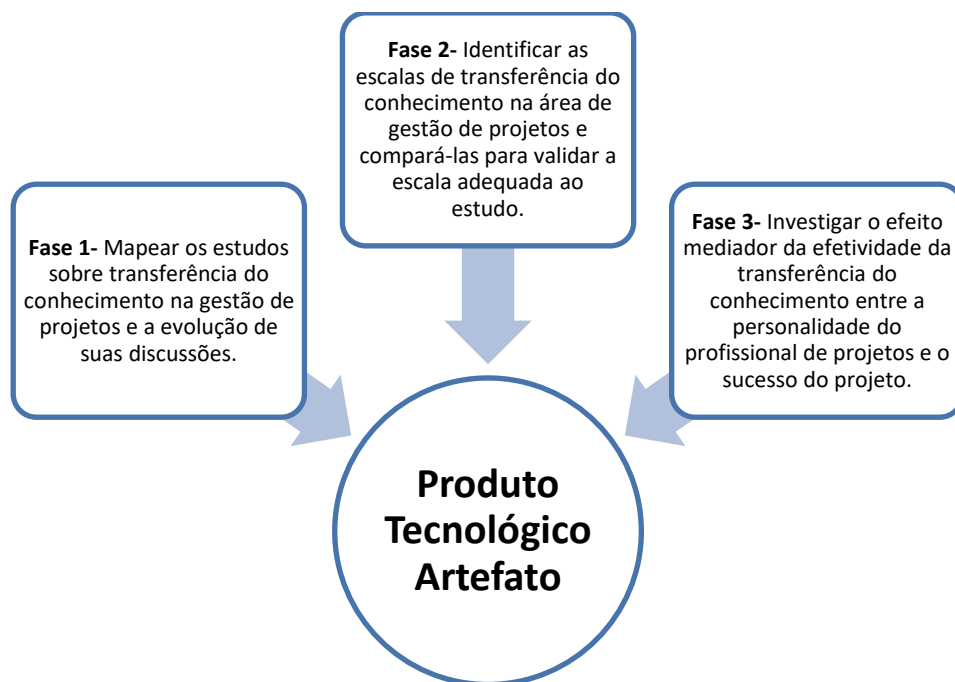 Fase 1- Mapear os estudos
sobre transferência do
conhecimento na gestão de
projetos e a evolução de
suas discussões.
Fase 2- Identificar as
escalas de transferência do
conhecimento na área de
gestão de projetos e
compará-las para validar a
escala adequada ao
estudo.
Fase 3- Investigar o efeito
mediador da efetividade da
transferência do
conhecimento entre a
personalidade do
profissional de projetos e o
sucesso do projeto.
Produto
Tecnológico
Artefato